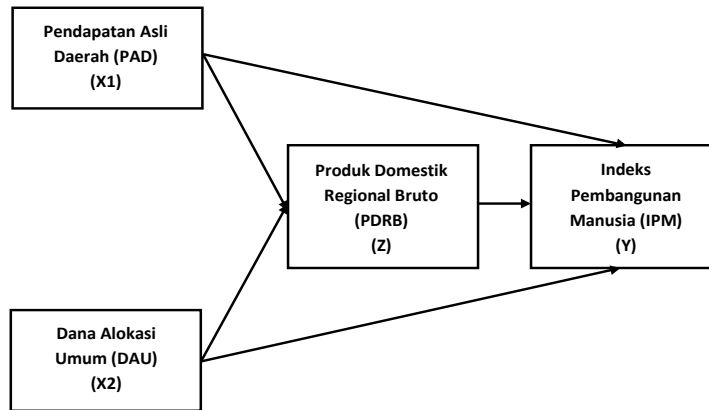 Pendapatan Asli
Daerah (PAD)
(X1)
Produk Domestik
Regional Bruto
(PDRB)
(Z)
Indeks
Pembangunan
Manusia (IPM)
(Y)
Dana Alokasi
Umum (DAU)
(X2)